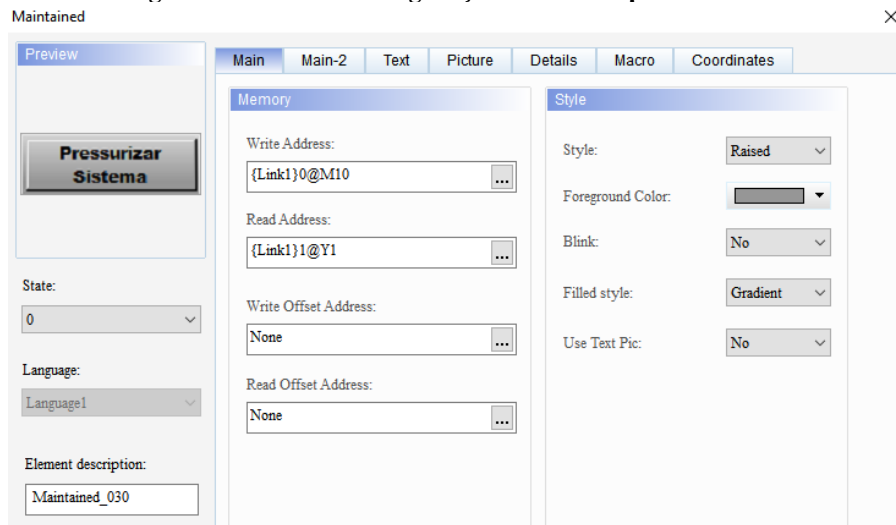 Maintained
Preview
Pressurizar
Sistema
State:
0
Language:
Language1
Element description:
Maintained_030
Main Main-2 Text Picture Details Macro Coordinates
Memory
Write Address:
{Link1}0@M10
...
Read Address:
{Link1}1@Y1
...
Write Offset Address:
None
...
Read Offset Address:
None
...
Style
Style: Raised
Foreground Color:
Blink: No
Filled style: Gradient
Use Text Pic: No